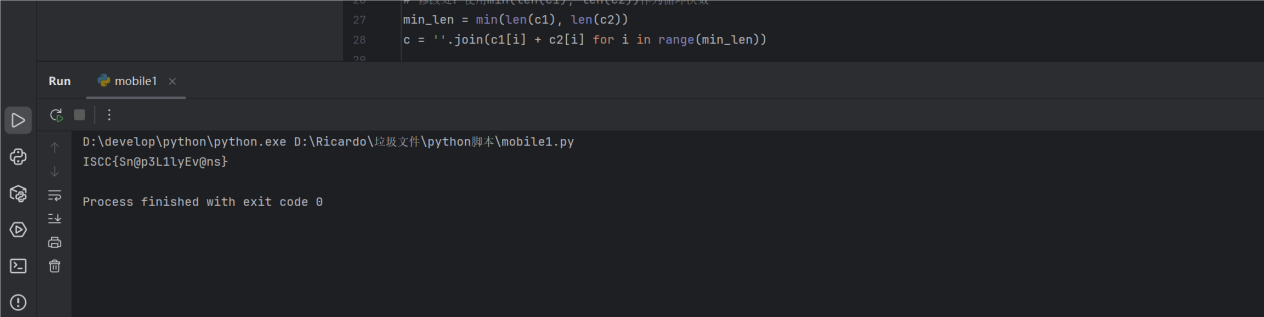 27 min_len = min(len(c1), len(c2))
28 c = ''.join(c1[i] + c2[i] for i in range(min_len))
Run mobile1
D:\develop\python\python.exe D:\Ricardo\垃圾文件\python脚本\mobile1.py
ISCC{Sn@p3L1lyEv@ns}
Process finished with exit code 0